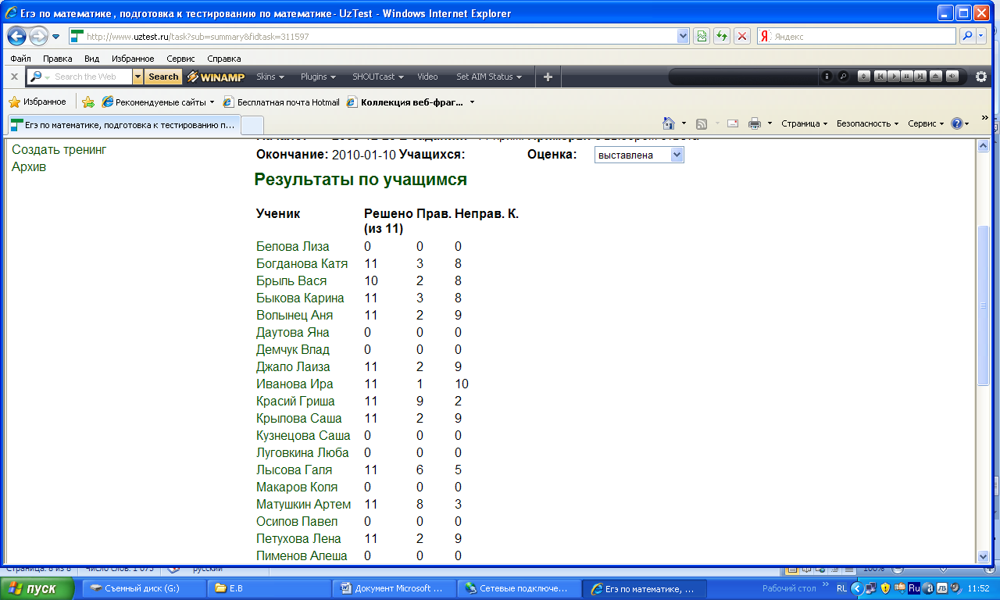 Егэ по математике , подготовка к тестированию по математике- UzTest - Windows Internet Explorer
http://www.uztest.ru/task?sub=summary&fidtask=311597
Яндекс
Файл Правка Вид Избранное Сервис Справка
Search the Web Search WINAMP Skins Plugins SHOUTcast Video Set AIM Status
Избранное Рекомендуемые сайты Бесплатная почта Hotmail Коллекция веб-фраг...
Егэ по математике, подготовка к тестированию п... Страница Безопасность Сервис
Создать тренинг
Архив
Окончание: 2010-01-10 Учащихся: Оценка: выставлена
Результаты по учащимся
Ученик Решено Прав. Неправ. К.
(из 11)
Белова Лиза 0 0 0
Богданова Катя 11 3 8
Брыль Вася 10 2 8
Быкова Карина 11 3 8
Волынец Аня 11 2 9
Даутова Яна 0 0 0
Демчук Влад 0 0 0
Джало Лаиза 11 2 9
Иванова Ира 11 1 10
Красий Гриша 11 9 2
Крылова Саша 11 2 9
Кузнецова Саша 0 0 0
Луговкина Люба 0 0 0
Лысова Галя 11 6 5
Макаров Коля 0 0 0
Матушкин Артем 11 8 3
Осипов Павел 0 0 0
Петухова Лена 11 2 9
Пименов Алеша 0 0 0
пуск Съемный диск (G:) Е.В Документ Microsoft ... Сетевые подключе... Егэ по математике, ... Рабочий стол RL Ru 11:52